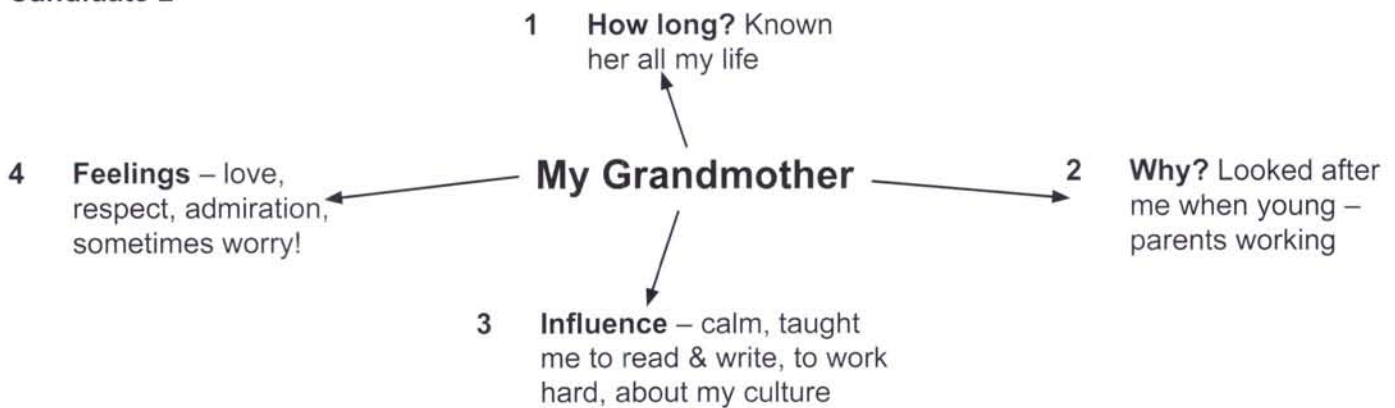 1 How long? Known
her all my life
My Grandmother
2 Why? Looked after
me when young –
parents working
3 Influence – calm, taught
me to read & write, to work
hard, about my culture
4 Feelings – love,
respect, admiration,
sometimes worry!